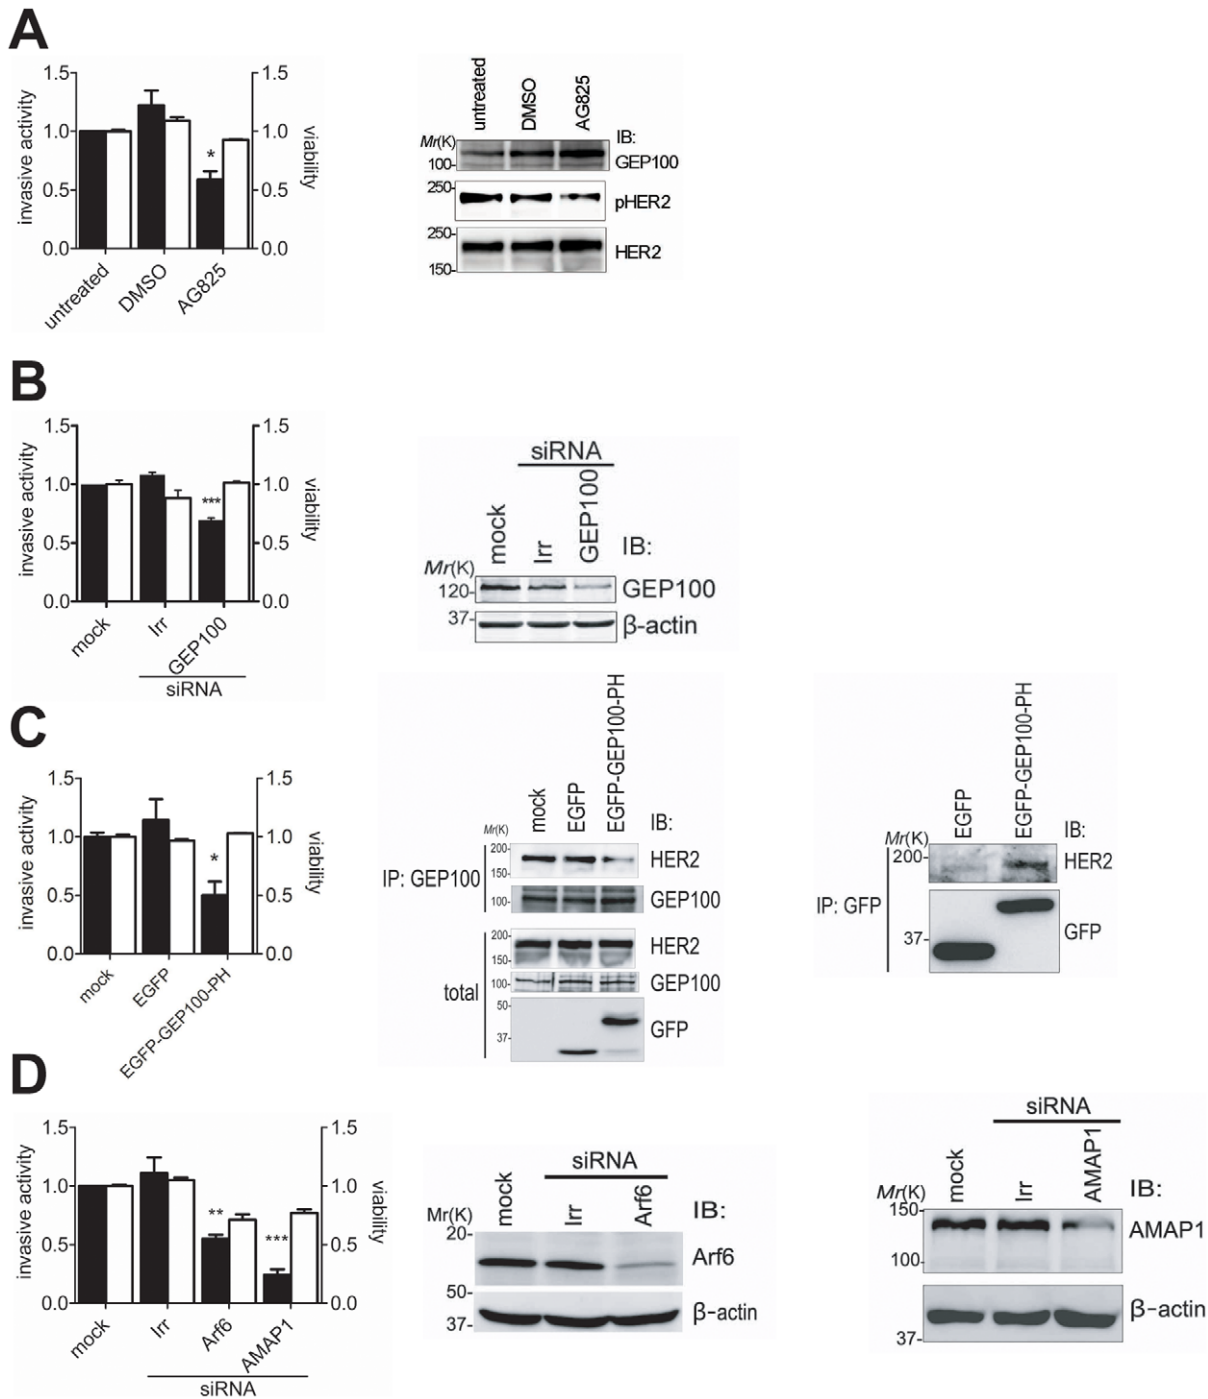 A
1.5
1.0
0.5
0.0
invasive activity
*
1.5
1.0
0.5
0.0
viability
untreated
DMSO
AG825
untreated
DMSO
AG825
Mr(K)
IB:
100-
GEP100
250-
pHER2
250-
HER2
150-
B
1.5
1.0
0.5
0.0
invasive activity
***
1.5
1.0
0.5
0.0
viability
mock
Irr
GEP100
siRNA
siRNA
mock
Irr
GEP100
IB:
Mr(K)
120-
GEP100
37-
β-actin
C
1.5
1.0
0.5
0.0
invasive activity
*
1.5
1.0
0.5
0.0
viability
mock
EGFP
EGFP-GEP100-PH
mock
EGFP
EGFP-GEP100-PH
Mr(K)
IB:
IP: GEP100
200-
HER2
150-
100-
GEP100
total
200-
HER2
150-
100-
GEP100
50-
GFP
37-
EGFP
EGFP-GEP100-PH
Mr(K)
IB:
IP: GFP
200-
HER2
37-
GFP
D
1.5
1.0
0.5
0.0
invasive activity
**
***
1.5
1.0
0.5
0.0
viability
mock
Irr
Arf6
AMAP1
siRNA
siRNA
mock
Irr
Arf6
IB:
Mr(K)
20-
Arf6
50-
β-actin
37-
siRNA
mock
Irr
AMAP1
IB:
Mr(K)
150-
AMAP1
100-
β-actin
37-